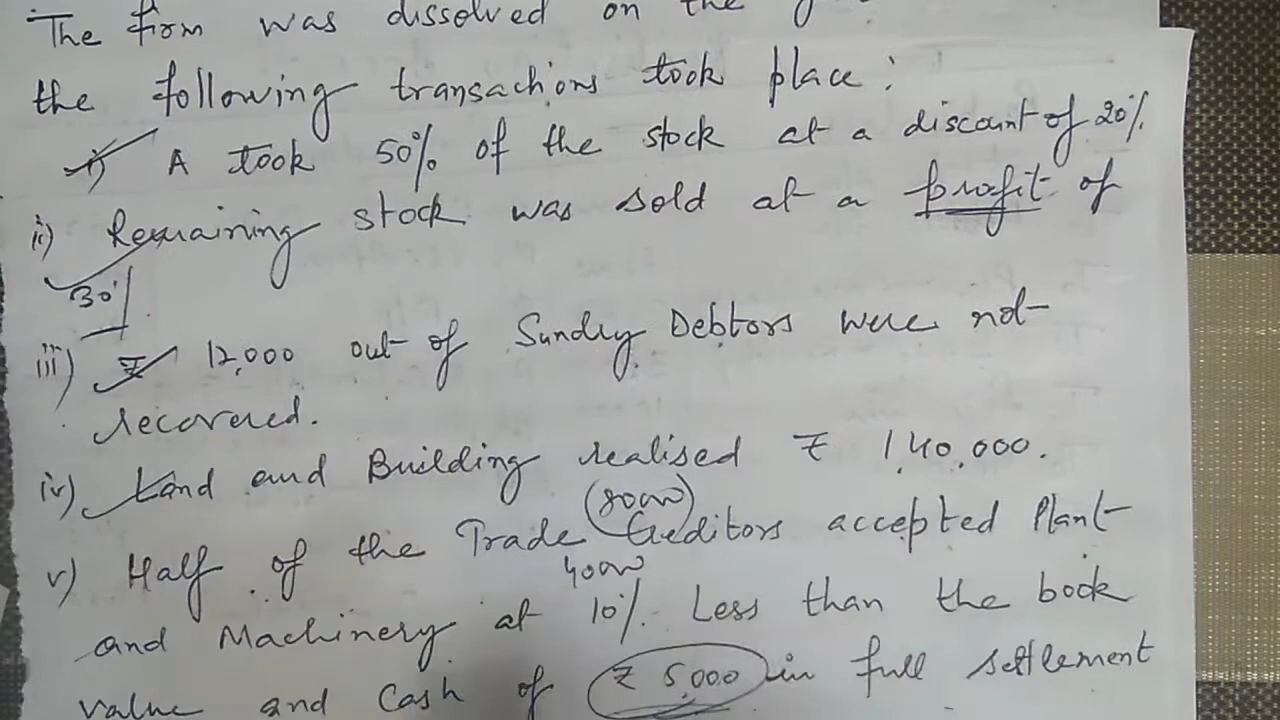 The firm was dissolved on the
the following transactions took place :
i) A took 50% of the stock at a discount of 20%
ii) Remaining stock was sold at a profit of
30%
iii) ₹ 12,000 out of Sundry Debtors were not
recovered.
iv) Land and Building realised ₹ 1,40,000.
(80000)
v) Half of the Trade Creditors accepted Plant
40000
and Machinery at 10% Less than the book
value and cash of ₹ 5,000 in full settlement